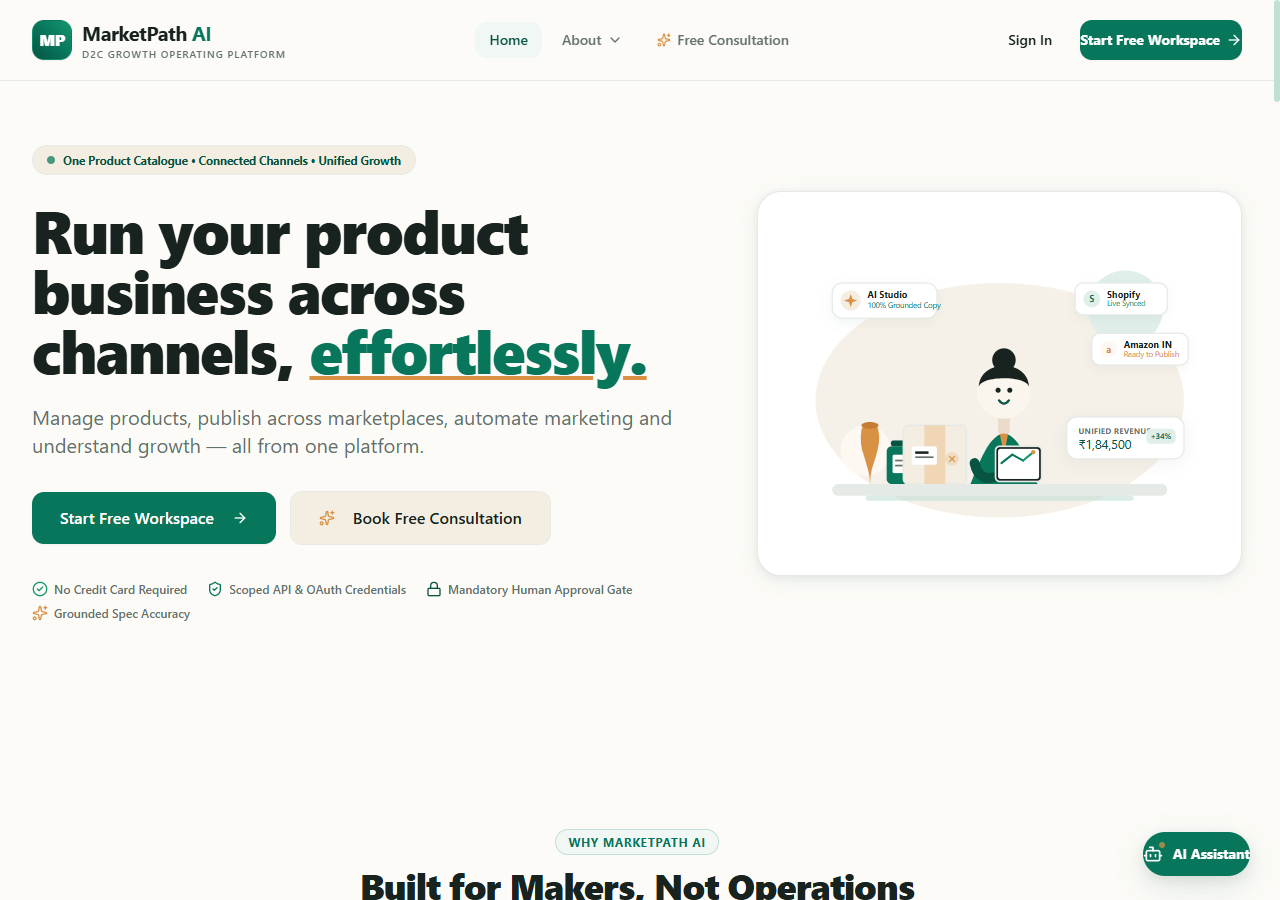 MP
MarketPath AI
D2C GROWTH OPERATING PLATFORM
Home
About
Free Consultation
Sign In
Start Free Workspace
One Product Catalogue • Connected Channels • Unified Growth
Run your product
business across
channels, effortlessly.
Manage products, publish across marketplaces, automate marketing and
understand growth — all from one platform.
Start Free Workspace
Book Free Consultation
No Credit Card Required
Scoped API & OAuth Credentials
Mandatory Human Approval Gate
Grounded Spec Accuracy
AI Studio
100% Grounded Copy
S
Shopify
Live Synced
a
Amazon IN
Ready to Publish
UNIFIED REVENUE
₹1,84,500
+34%
WHY MARKETPATH AI
Built for Makers, Not Operations
AI Assistant